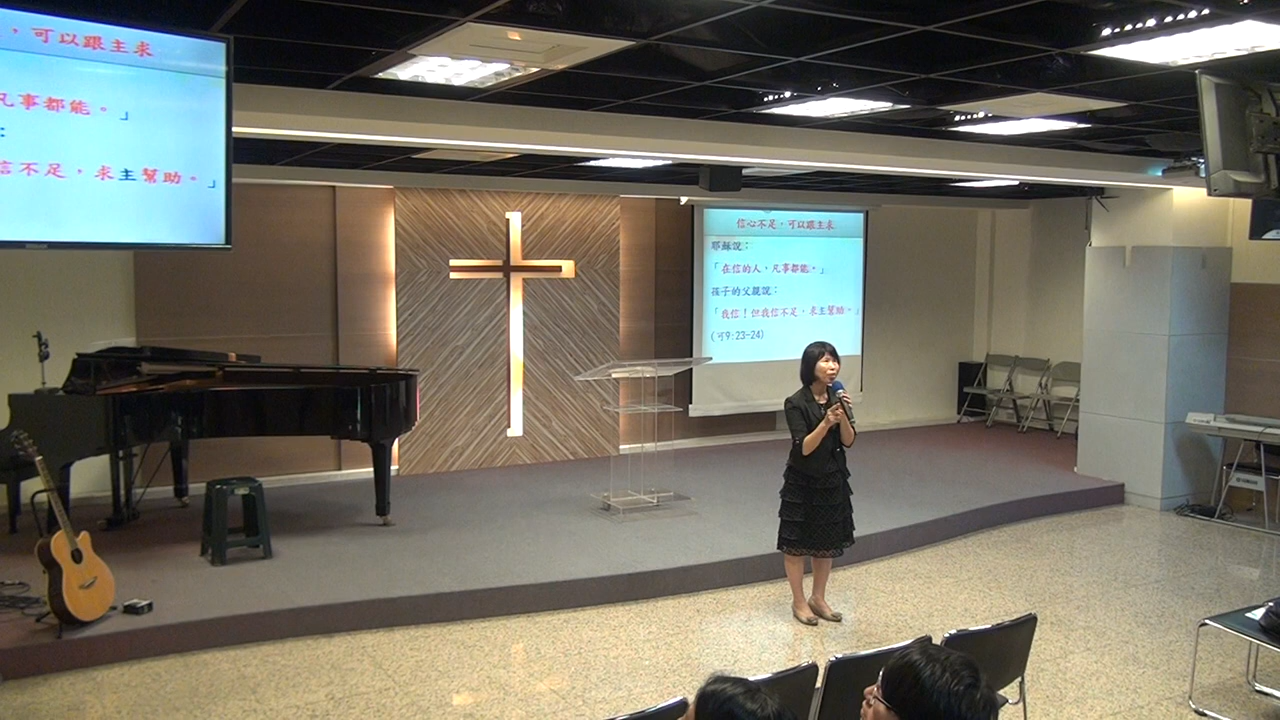 ，可以跟主求
凡事都能。」
：
信不足，求主幫助。」
信心不足，可以跟主求
耶穌說：
「在信的人，凡事都能。」
孩子的父親說：
「我信！但我信不足，求主幫助。」
(可9:23-24)